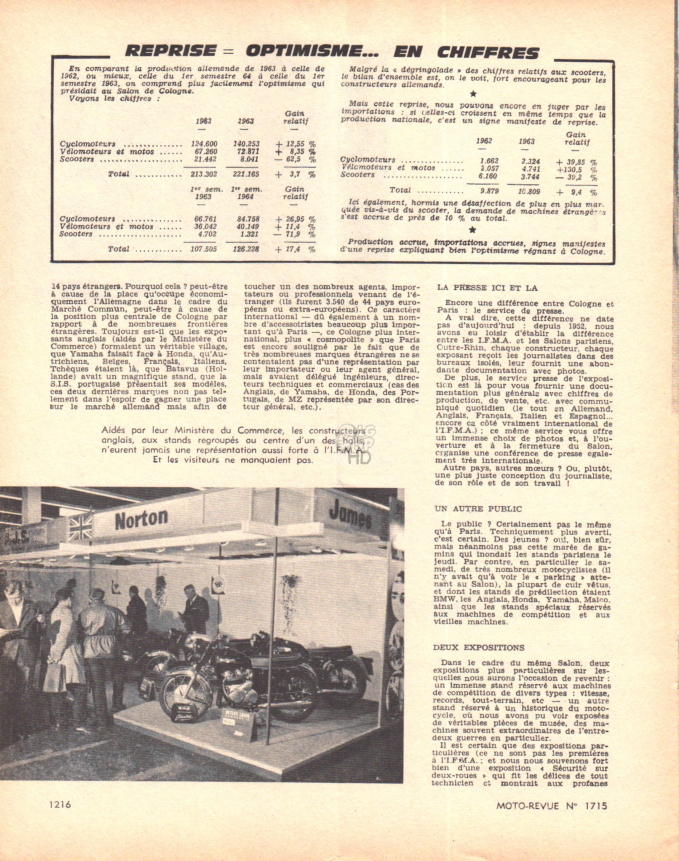 REPRISE = OPTIMISME... EN CHIFFRES
En comparant la production allemande de 1963 à celle de
1962, ou mieux, celle du 1er semestre 64 à celle du 1er
semestre 1963, on comprend plus facilement l'optimisme qui
présidait au Salon de Cologne.
Voyons les chiffres :
1962 1963 Gain relatif
Cyclomoteurs .............. 124.600 140.253 + 12,55 %
Vélomoteurs et motos ...... 67.260 72.871 + 8,35 %
Scooters .................. 21.442 8.041 — 62,5 %
Total ............ 213.302 221.165 + 3,7 %
1er sem. 1963 1er sem. 1964 Gain relatif
Cyclomoteurs .............. 66.761 84.758 + 26,95 %
Vélomoteurs et motos ...... 36.042 40.149 + 11,4 %
Scooters .................. 4.702 1.321 — 71,9 %
Total ............ 107.505 126.228 + 17,4 %
Malgré la « dégringolade » des chiffres relatifs aux scooters,
le bilan d'ensemble est, on le voit, fort encourageant pour les
constructeurs allemands.
★
Mais cette reprise, nous pouvons encore en juger par les
importations : si celles-ci croissent en même temps que la
production nationale, c'est un signe manifeste de reprise.
1962 1963 Gain relatif
Cyclomoteurs .............. 1.662 2.324 + 39,85 %
Vélomoteurs et motos ...... 2.057 4.741 +130,5 %
Scooters .................. 6.160 3.744 — 39,2 %
Total ............ 9.879 10.809 + 9,4 %
Ici également, hormis une désaffection de plus en plus mar-
quée vis-à-vis du scooter, la demande de machines étrangères
s'est accrue de près de 10 % au total.
★
Production accrue, importations accrues, signes manifestes
d'une reprise expliquant bien l'optimisme régnant à Cologne.
14 pays étrangers. Pourquoi cela ? peut-être
à cause de la place qu'occupe économi-
quement l'Allemagne dans le cadre du
Marché Commun, peut-être à cause de
la position plus centrale de Cologne par
rapport à de nombreuses frontières
étrangères. Toujours est-il que les expo-
sants anglais (aidés par le Ministère du
Commerce) formaient un véritable village,
que Yamaha faisait face à Honda, qu'Au-
trichiens, Belges, Français, Italiens,
Tchèques étaient là, que Batavus (Hol-
lande) avait un magnifique stand, que la
S.I.S. portugaise présentait ses modèles,
ces deux dernières marques non pas tel-
lement dans l'espoir de gagner une place
sur le marché allemand mais afin de
toucher un des nombreux agents, impor-
tateurs ou professionnels venant de l'é-
tranger (ils furent 3.540 de 44 pays euro-
péens ou extra-européens). Ce caractère
international — dû également à un nom-
bre d'accessoiristes beaucoup plus impor-
tant qu'à Paris —, ce Cologne plus inter-
national, plus « cosmopolite » que Paris
est encore souligné par le fait que de
très nombreuses marques étrangères ne se
contentaient pas d'une représentation par
leur importateur ou leur agent général,
mais avaient délégué ingénieurs, direc-
teurs techniques et commerciaux (cas des
Anglais, de Yamaha, de Honda, des Por-
tugais, de MZ représentée par son direc-
teur général, etc.).
Aidés par leur Ministère du Commerce, les constructeurs
anglais, aux stands regroupés au centre d'un des halls,
n'eurent jamais une représentation aussi forte à l'I.F.M.A.
Et les visiteurs ne manquaient pas.
HD
A.J.S.
Norton
James
LA PRESSE ICI ET LA
Encore une différence entre Cologne et
Paris : le service de presse.
A vrai dire, cette différence ne date
pas d'aujourd'hui : depuis 1952, nous
avons eu loisir d'établir la différence
entre les I.F.M.A. et les Salons parisiens,
Outre-Rhin, chaque constructeur, chaque
exposant reçoit les journalistes dans des
bureaux isolés, leur fournit une abon-
dante documentation avec photos.
De plus, le service presse de l'exposi-
tion est là pour vous fournir une docu-
mentation plus générale avec chiffres de
production, de vente, etc. avec commu-
niqué quotidien (le tout en Allemand,
Anglais, Français, Italien et Espagnol...
encore ce côté vraiment international de
l'I.F.M.A.) ; ce même service vous offre
un immense choix de photos et, à l'ou-
verture et à la fermeture du Salon,
organise une conférence de presse égale-
ment très internationale.
Autre pays, autres mœurs ? Ou, plutôt,
une plus juste conception du journaliste,
de son rôle et de son travail !
UN AUTRE PUBLIC
Le public ? Certainement pas le même
qu'à Paris. Techniquement plus averti,
c'est certain. Des jeunes ? oui, bien sûr,
mais néanmoins pas cette marée de ga-
mins qui inondait les stands parisiens le
jeudi. Par contre, en particulier le sa-
medi, de très nombreux motocyclistes (il
n'y avait qu'à voir le « parking » atte-
nant au Salon), la plupart de cuir vêtus,
et dont les stands de prédilection étaient
BMW, les Anglais, Honda, Yamaha, Maico,
ainsi que les stands spéciaux réservés
aux machines de compétition et aux
vieilles machines.
DEUX EXPOSITIONS
Dans le cadre du même Salon, deux
expositions plus particulières sur les-
quelles nous aurons l'occasion de revenir :
un immense stand réservé aux machines
de compétition de divers types : vitesse,
records, tout-terrain, etc — un autre
stand réservé à un historique du moto-
cycle, où nous avons pu voir exposées
de véritables pièces de musée, des ma-
chines souvent extraordinaires de l'entre-
deux guerres en particulier.
Il est certain que des expositions par-
ticulières (ce ne sont pas les premières
à l'I.F.M.A. ; et nous nous souvenons fort
bien d'une exposition « Sécurité sur
deux-roues » qui fit les délices de tout
technicien et montrait aux profanes
1216
MOTO-REVUE N° 1715